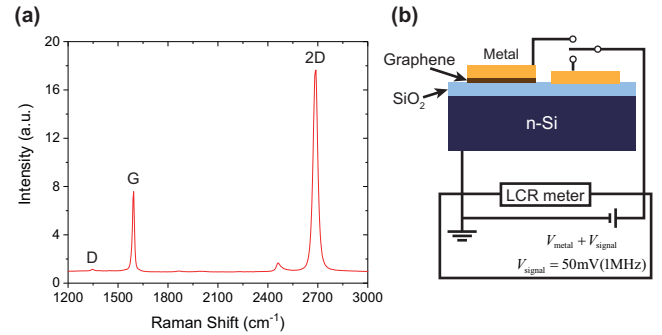 (a)
20
16
12
8
4
0
Intensity (a.u.)
D
G
2D
1200 1500 1800 2100 2400 2700 3000
Raman Shift (cm⁻¹)
(b)
Metal
Graphene
SiO₂
n-Si
LCR meter
V_metal + V_signal
V_signal = 50mV(1MHz)